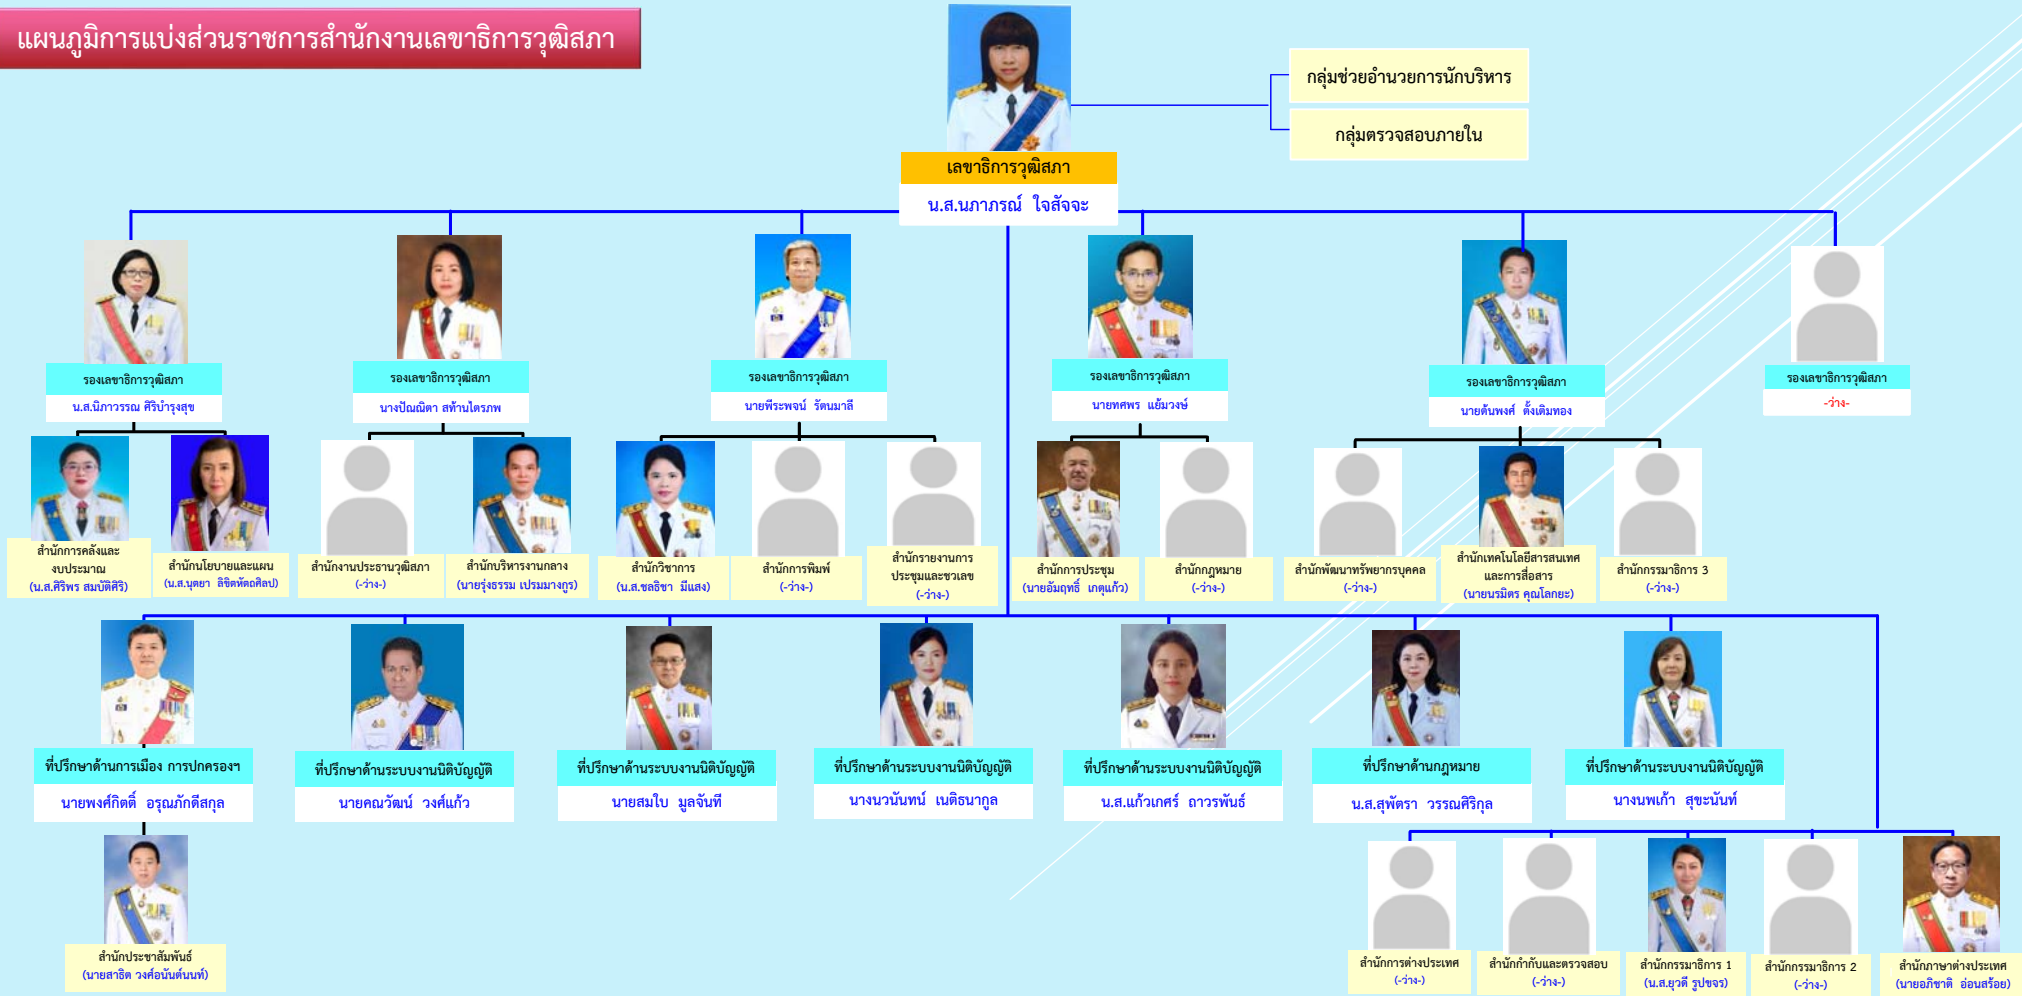 แผนภูมิการแบ่งส่วนราชการสำนักงานเลขาธิการวุฒิสภา
กลุ่มช่วยอำนวยการนักบริหาร
กลุ่มตรวจสอบภายใน
เลขาธิการวุฒิสภา
น.ส.นภาภรณ์ ใจสัจจะ
รองเลขาธิการวุฒิสภา
น.ส.นิภาวรรณ ศิริบำรุงสุข
รองเลขาธิการวุฒิสภา
นางปัณณิตา สท้านไตรภพ
รองเลขาธิการวุฒิสภา
นายพีระพจน์ รัตนมาลี
รองเลขาธิการวุฒิสภา
นายทศพร แย้มวงษ์
รองเลขาธิการวุฒิสภา
นายต้นพงศ์ ตั้งเติมทอง
รองเลขาธิการวุฒิสภา
-ว่าง-
สำนักการคลังและ
งบประมาณ
(น.ส.ศิริพร สมบัติศิริ)
สำนักนโยบายและแผน
(น.ส.นุตยา ลิขิตหัตถศิลป)
สำนักงานประธานวุฒิสภา
(-ว่าง-)
สำนักบริหารงานกลาง
(นายรุ่งธรรม เปรมมางกูร)
สำนักวิชาการ
(น.ส.ชลธิชา มีแสง)
สำนักการพิมพ์
(-ว่าง-)
สำนักรายงานการ
ประชุมและชวเลข
(-ว่าง-)
สำนักการประชุม
(นายอัมฤทธิ์ เกตุแก้ว)
สำนักกฎหมาย
(-ว่าง-)
สำนักพัฒนาทรัพยากรบุคคล
(-ว่าง-)
สำนักเทคโนโลยีสารสนเทศ
และการสื่อสาร
(นายนรมิตร คุณโลกยะ)
สำนักกรรมาธิการ 3
(-ว่าง-)
ที่ปรึกษาด้านการเมือง การปกครองฯ
นายพงศ์กิตติ์ อรุณภักดีสกุล
ที่ปรึกษาด้านระบบงานนิติบัญญัติ
นายคณวัฒน์ วงศ์แก้ว
ที่ปรึกษาด้านระบบงานนิติบัญญัติ
นายสมใบ มูลจันที
ที่ปรึกษาด้านระบบงานนิติบัญญัติ
นางนวนันทน์ เนติธนากูล
ที่ปรึกษาด้านระบบงานนิติบัญญัติ
น.ส.แก้วเกศร์ ถาวรพันธ์
ที่ปรึกษาด้านกฎหมาย
น.ส.สุพัตรา วรรณศิริกุล
ที่ปรึกษาด้านระบบงานนิติบัญญัติ
นางนพเก้า สุขะนันท์
สำนักประชาสัมพันธ์
(นายสาธิต วงศ์อนันต์นนท์)
สำนักการต่างประเทศ
(-ว่าง-)
สำนักกำกับและตรวจสอบ
(-ว่าง-)
สำนักกรรมาธิการ 1
(น.ส.ยุวดี รูปขจร)
สำนักกรรมาธิการ 2
(-ว่าง-)
สำนักภาษาต่างประเทศ
(นายอภิชาติ อ่อนสร้อย)